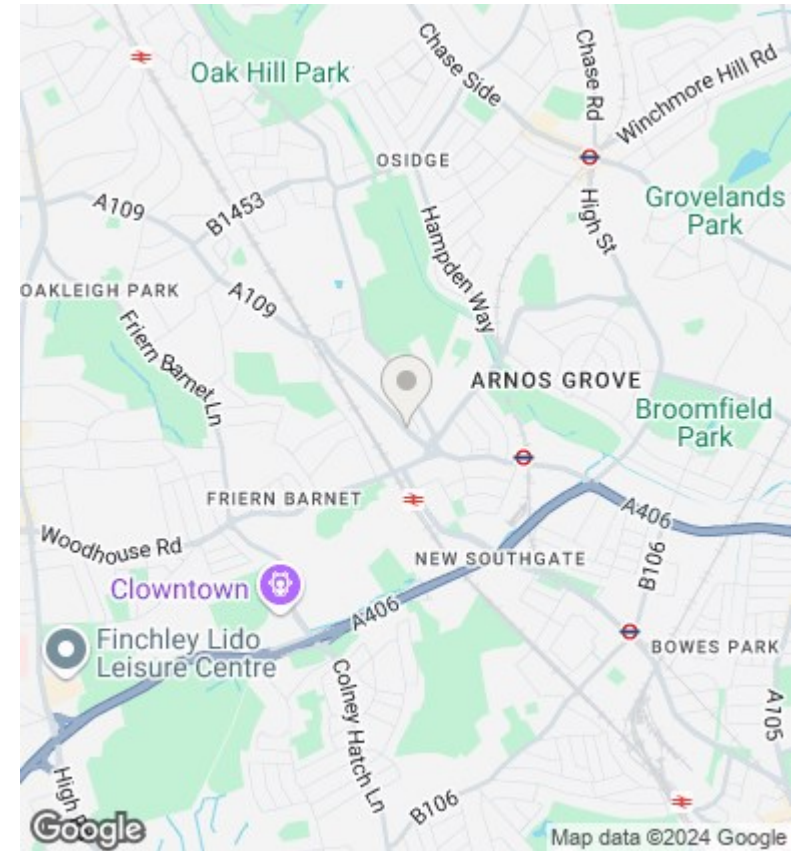 Chase Side
Chase Rd
Winchmore Hill Rd
Oak Hill Park
OSIDGE
High St
Grovelands
Park
A109
B1453
Hampden Way
OAKLEIGH PARK
A109
Friern Barnet Ln
ARNOS GROVE
Broomfield
Park
FRIERN BARNET
A406
Woodhouse Rd
NEW SOUTHGATE
B106
Clowntown
A406
Finchley Lido
Leisure Centre
BOWES PARK
Colney Hatch Ln
A105
High
B106
Google
Map data ©2024 Google